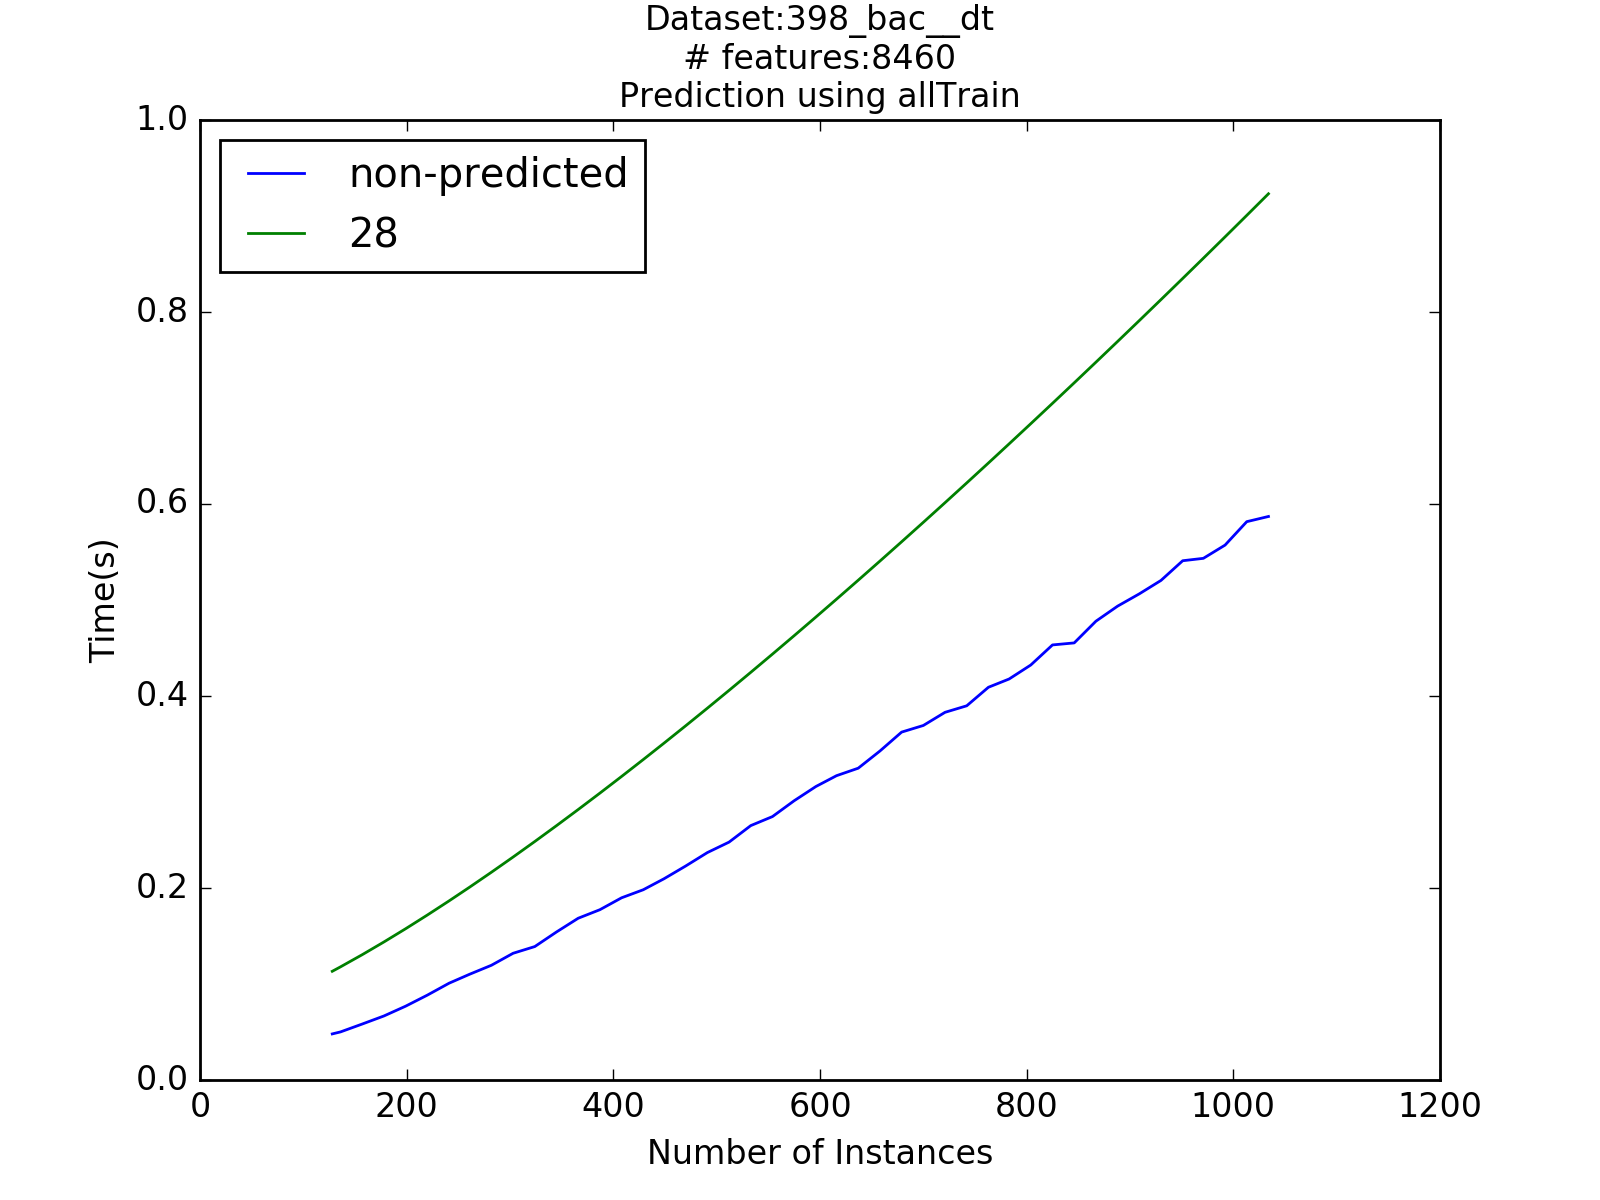 Dataset:398_bac__dt
# features:8460
Prediction using allTrain
1.0
non-predicted
28
0.8
0.6
0.4
0.2
0.0
Time(s)
0 200 400 600 800 1000 1200
Number of Instances